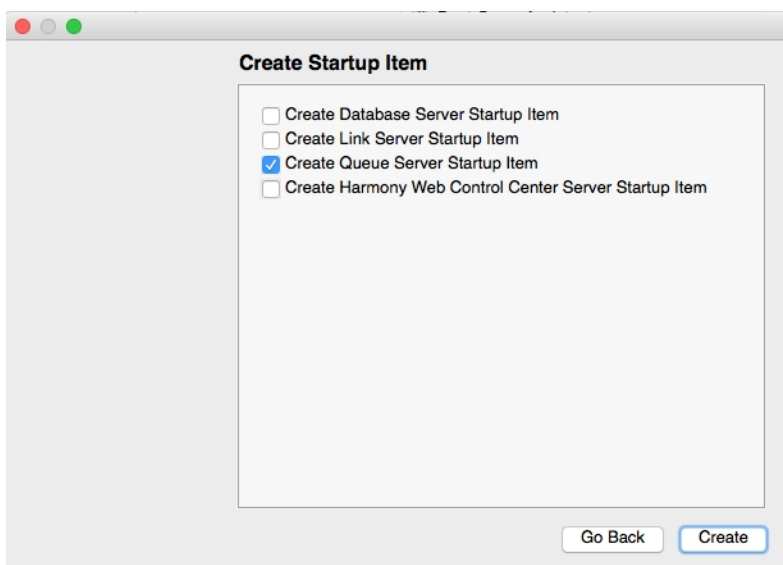 Create Startup Item
Create Database Server Startup Item
Create Link Server Startup Item
Create Queue Server Startup Item
Create Harmony Web Control Center Server Startup Item
Go Back
Create